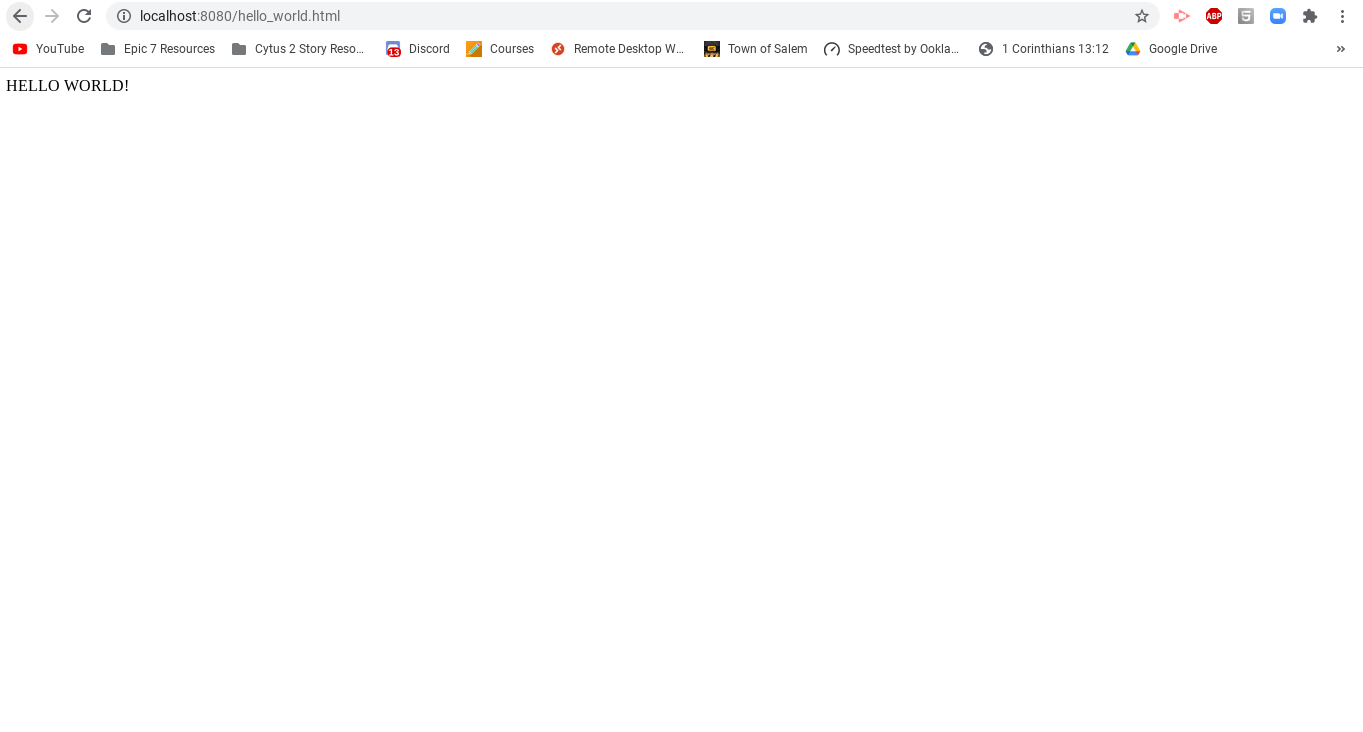 localhost:8080/hello_world.html ABP
YouTube Epic 7 Resources Cytus 2 Story Reso... 13 Discord Courses Remote Desktop W... Town of Salem Speedtest by Ookla... 1 Corinthians 13:12 Google Drive »
HELLO WORLD!